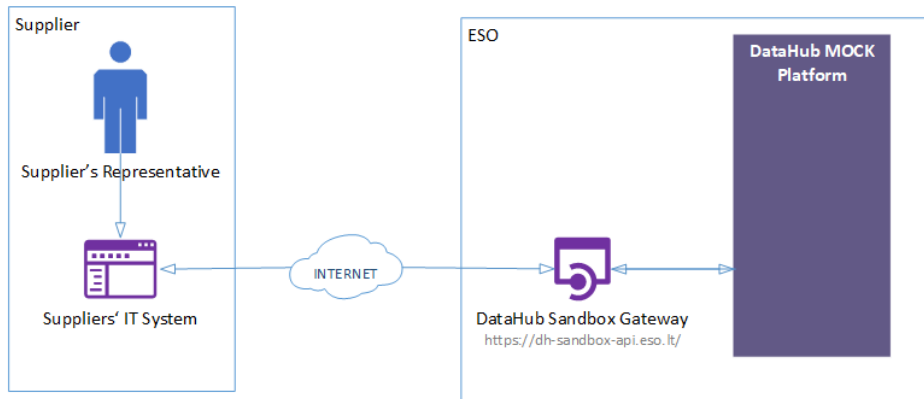 Supplier
Supplier’s Representative
Suppliers‘ IT System
INTERNET
ESO
DataHub Sandbox Gateway
https://dh-sandbox-api.eso.lt/
DataHub MOCK
Platform